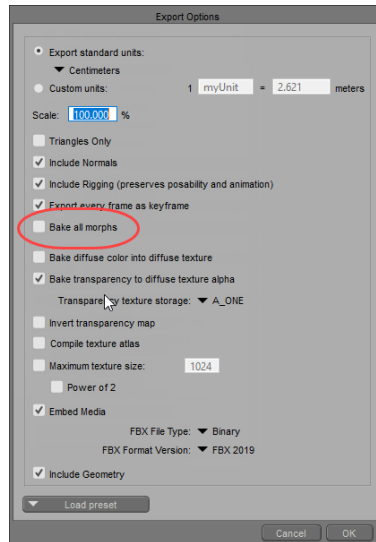 Export Options
Export standard units:
Centimeters
Custom units: 1 myUnit = 2.621 meters
Scale: 100.000 %
Triangles Only
Include Normals
Include Rigging (preserves posability and animation)
Export every frame as keyframe
Bake all morphs
Bake diffuse color into diffuse texture
Bake transparency to diffuse texture alpha
Transparency texture storage: A_ONE
Invert transparency map
Compile texture atlas
Maximum texture size: 1024
Power of 2
Embed Media
FBX File Type: Binary
FBX Format Version: FBX 2019
Include Geometry
Load preset
Cancel OK